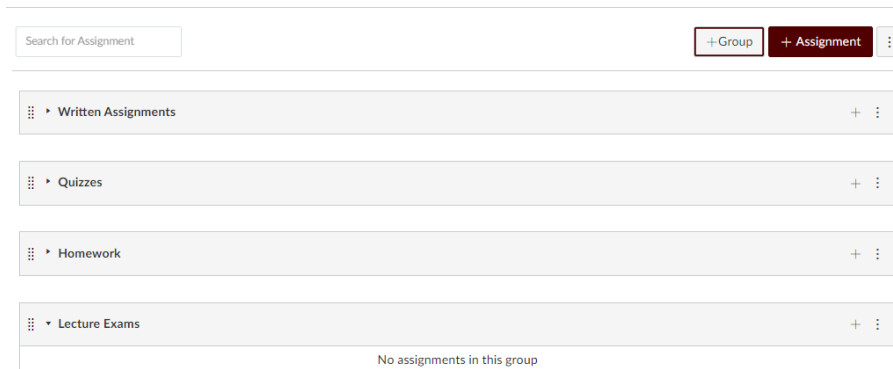 Search for Assignment
+Group
+ Assignment
Written Assignments
Quizzes
Homework
Lecture Exams
No assignments in this group